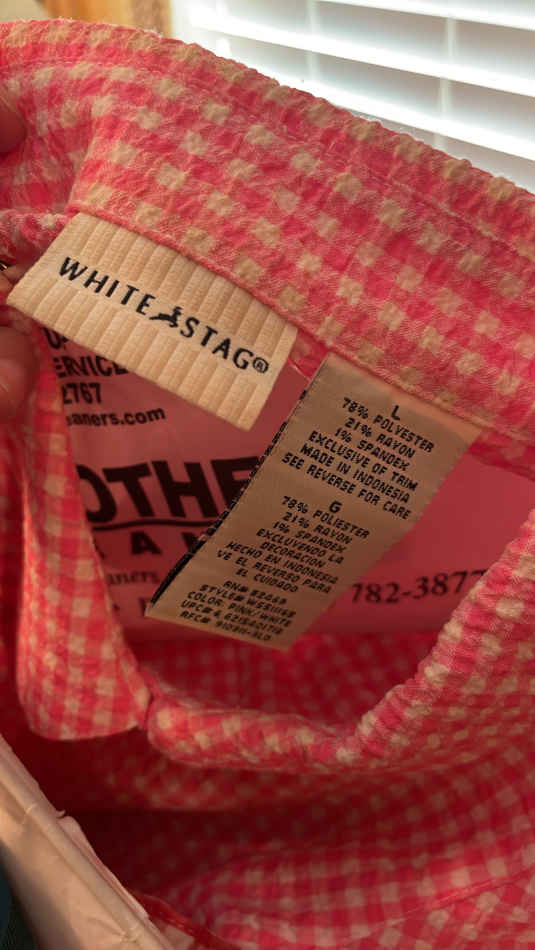 WHITE STAG®
ERVICE
2767
aners.com
OTHE
A N
782-3877
L
78% POLYESTER
21% RAYON
1% SPANDEX
EXCLUSIVE OF TRIM
MADE IN INDONESIA
SEE REVERSE FOR CARE
G
78% POLIESTER
21% RAYON
1% SPANDEX
EXCLUYENDO LA
DECORACION
HECHO EN INDONESIA
VE EL REVERSO PARA
EL CUIDADO
RN# 52469
COLOR: PINK/WHITE